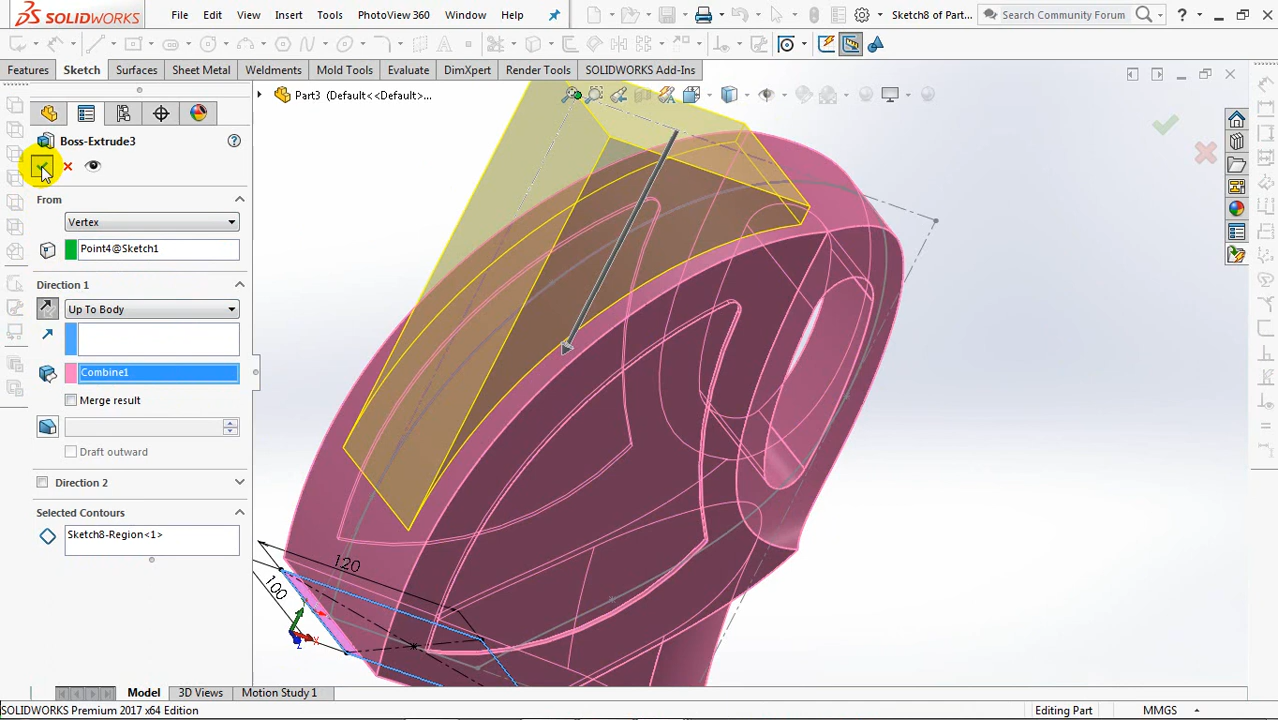 SOLIDWORKS
File
Edit
View
Insert
Tools
PhotoView 360
Window
Help
Sketch8 of Part...
Search Community Forum
?
Features
Sketch
Surfaces
Sheet Metal
Weldments
Mold Tools
Evaluate
DimXpert
Render Tools
SOLIDWORKS Add-Ins
Part3 (Default<<Default>...
Boss-Extrude3
From
Vertex
Point4@Sketch1
Direction 1
Up To Body
Combine1
Merge result
Draft outward
Direction 2
Selected Contours
Sketch8-Region<1>
120
100
X
Z
Model
3D Views
Motion Study 1
SOLIDWORKS Premium 2017 x64 Edition
Editing Part
MMGS